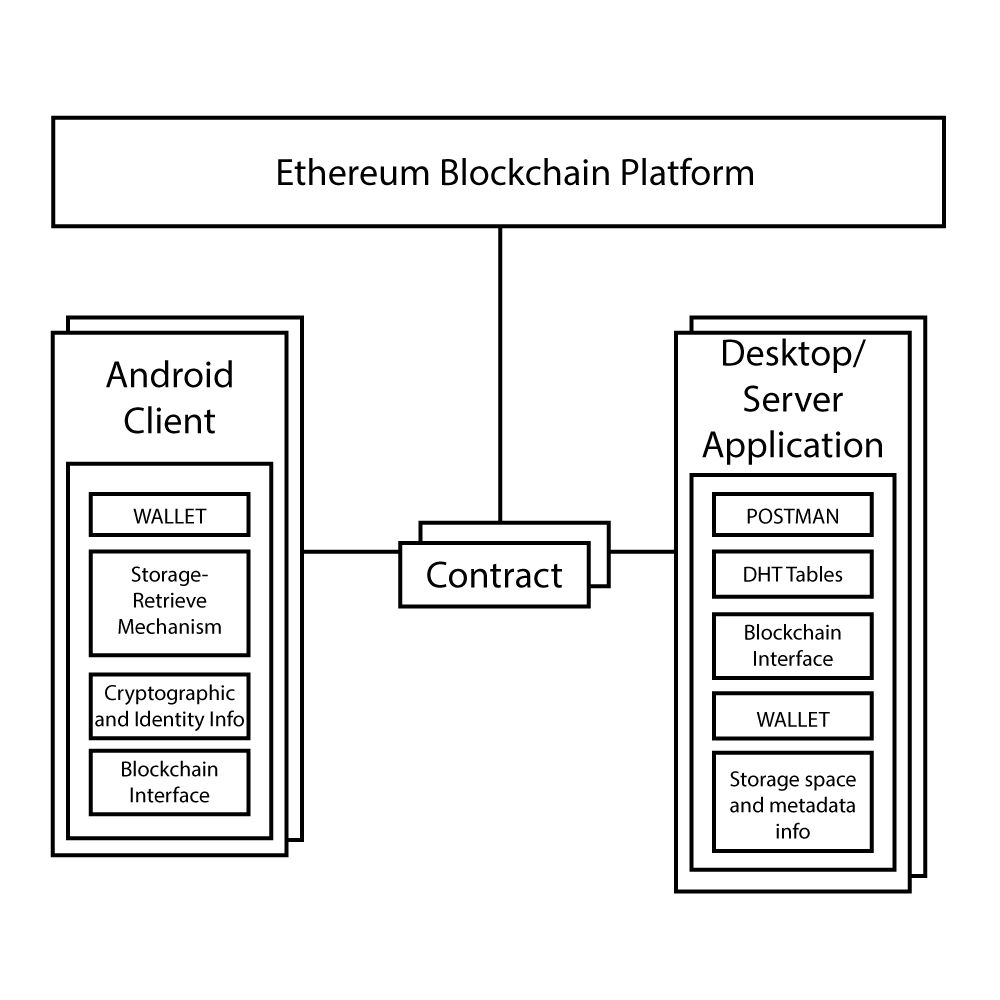 Ethereum Blockchain Platform
Android
Client
WALLET
Storage-
Retrieve
Mechanism
Cryptographic
and Identity Info
Blockchain
Interface
Contract
Desktop/
Server
Application
POSTMAN
DHT Tables
Blockchain
Interface
WALLET
Storage space
and metadata
info